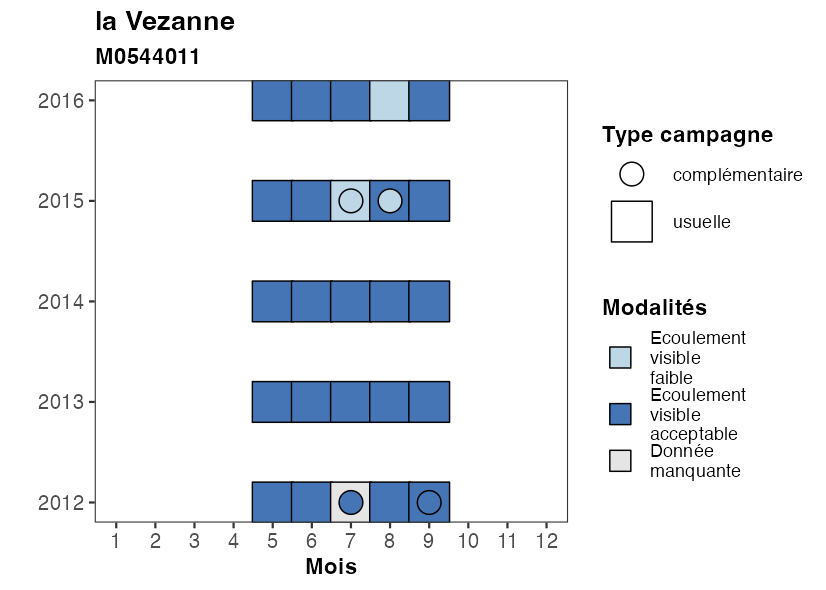 la Vezanne
M0544011
2016
2015
2014
2013
2012
1 2 3 4 5 6 7 8 9 10 11 12
Mois
Type campagne
complémentaire
usuelle
Modalités
Ecoulement
visible
faible
Ecoulement
visible
acceptable
Donnée
manquante